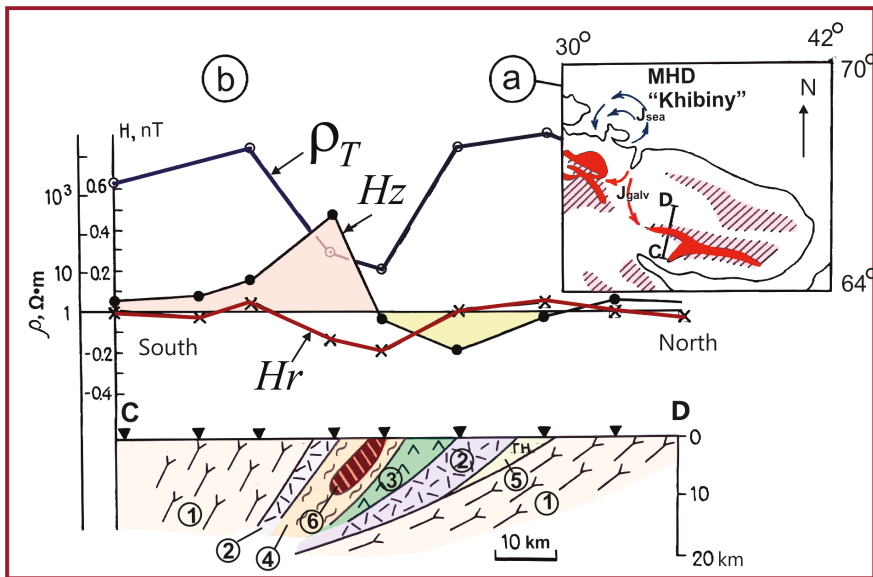 30° 42°
b
a
70°
MHD
“Khibiny”
N
Jsea
Jgalv
D
C
64°
H, nT
ρT
Hz
10³
0.6
0.4
10
0.2
1
-0.2
-0.4
ρ, Ω•m
South
North
Hr
C
D
0
TH
2
3
5
1
1
6
2
4
10
10 km
20 km